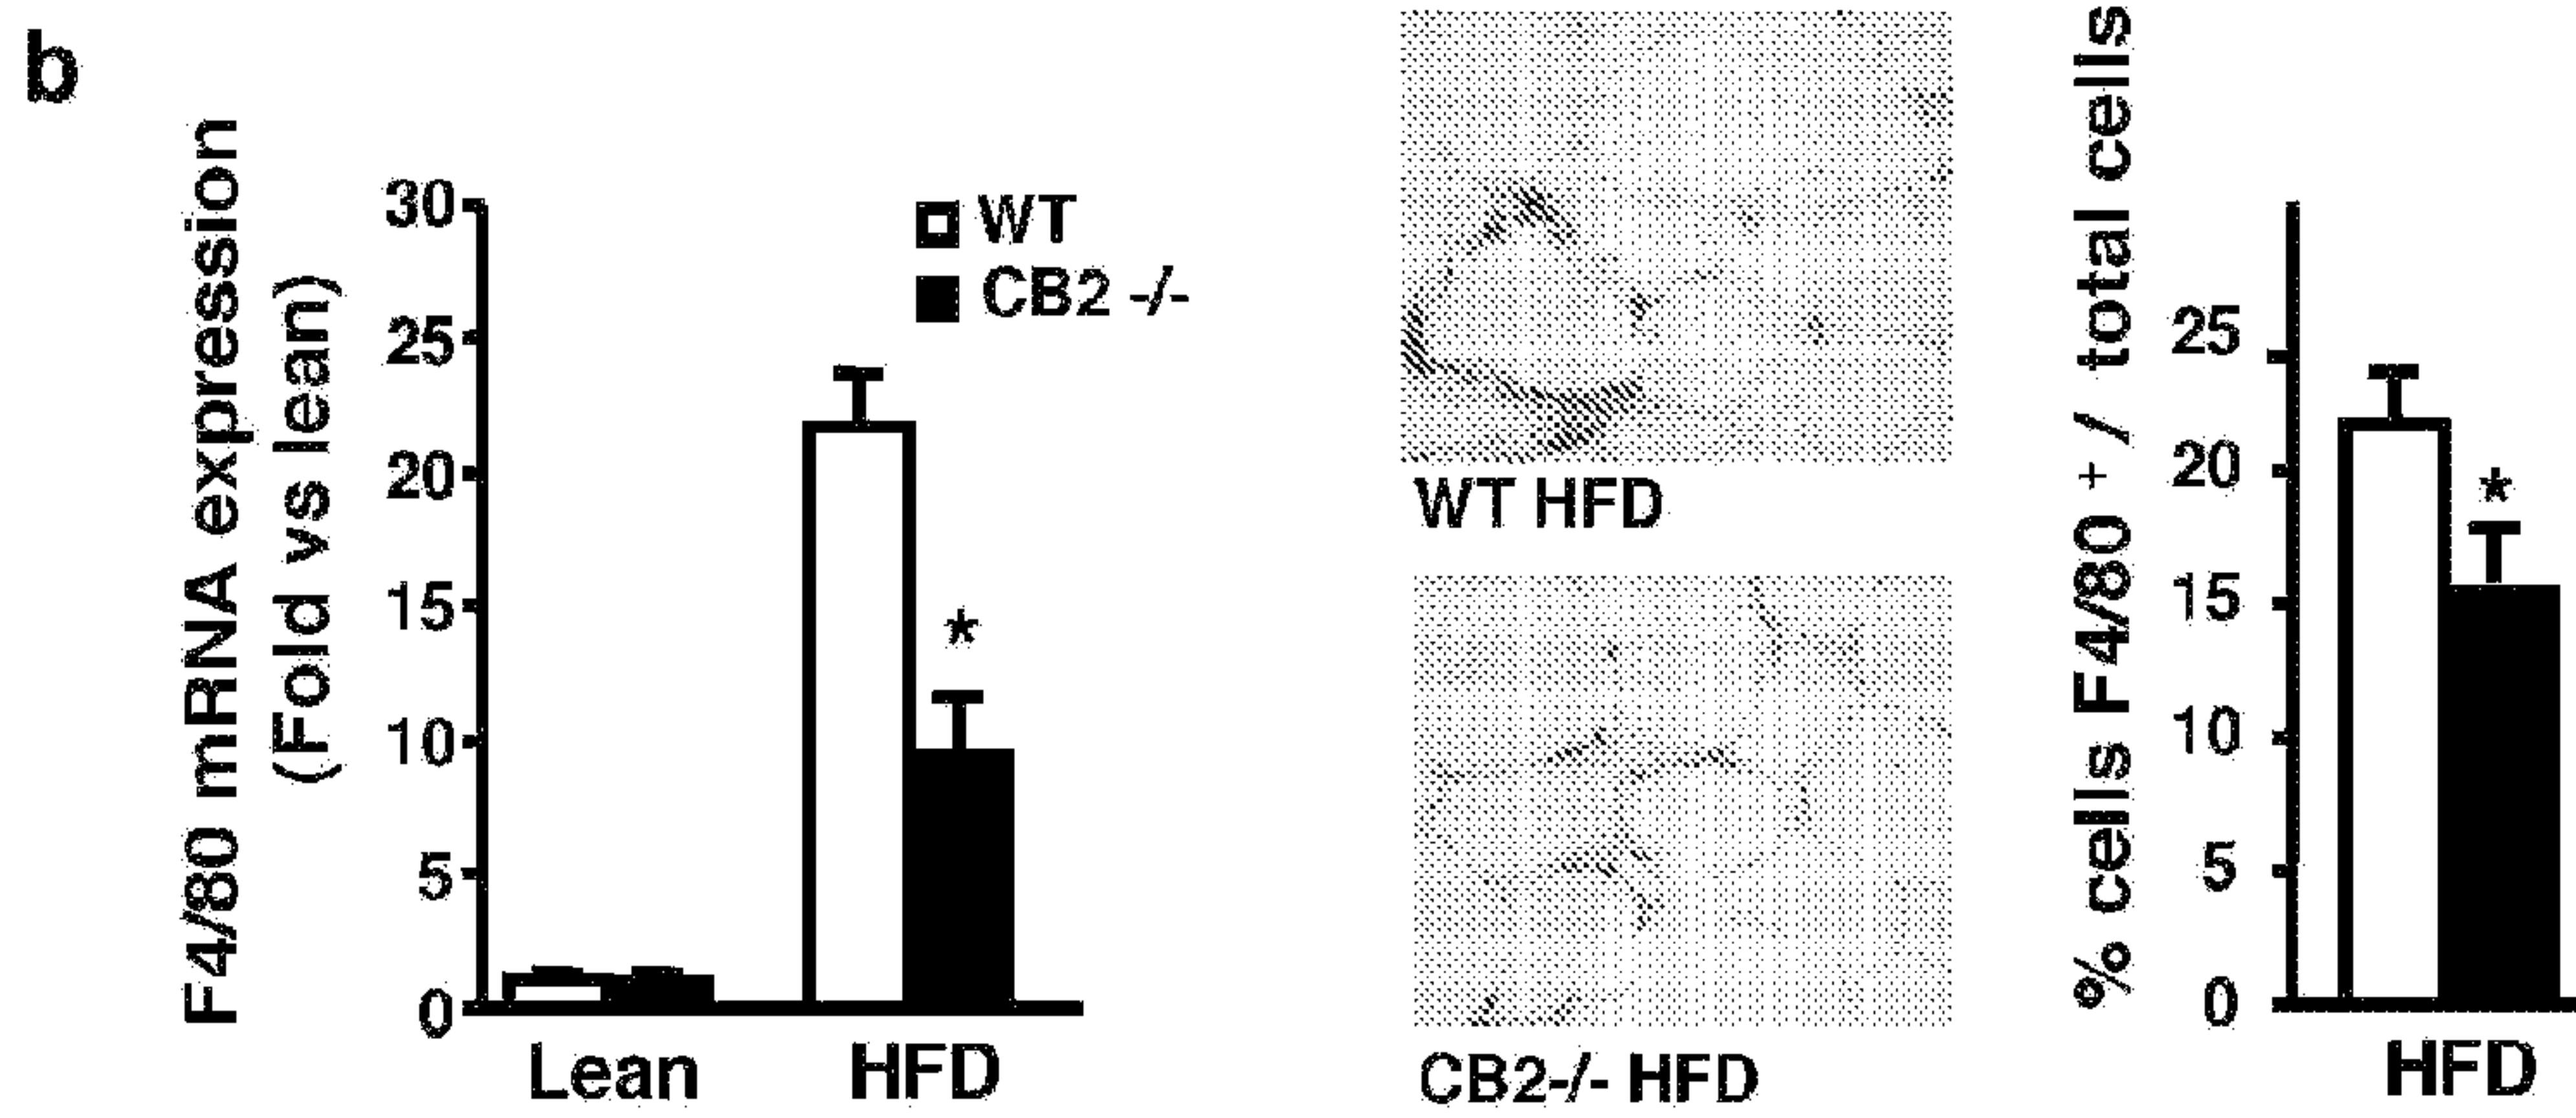 b
F4/80 mRNA expression
(Fold vs lean)
30
25
20
15
10
5
0
WT
CB2 -/-
*
Lean
HFD
WT HFD
CB2-/- HFD
% cells F4/80 + / total cells
25
20
15
10
5
0
*
HFD